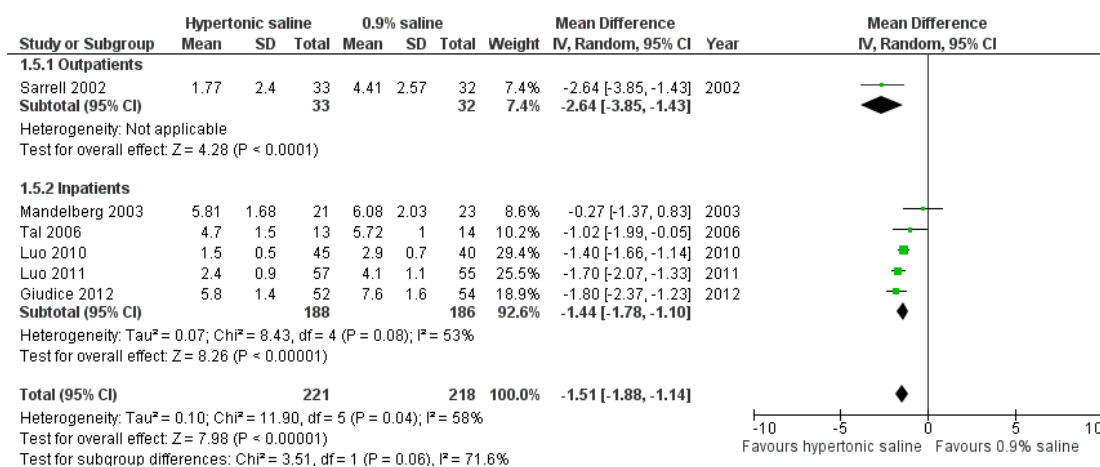 Hypertonic saline 0.9% saline Mean Difference Mean Difference
Study or Subgroup Mean SD Total Mean SD Total Weight IV, Random, 95% CI Year IV, Random, 95% CI
1.5.1 Outpatients
Sarrell 2002 1.77 2.4 33 4.41 2.57 32 7.4% -2.64 [-3.85, -1.43] 2002
Subtotal (95% CI) 33 32 7.4% -2.64 [-3.85, -1.43]
Heterogeneity: Not applicable
Test for overall effect: Z = 4.28 (P < 0.0001)
1.5.2 Inpatients
Mandelberg 2003 5.81 1.68 21 6.08 2.03 23 8.6% -0.27 [-1.37, 0.83] 2003
Tal 2006 4.7 1.5 13 5.72 1 14 10.2% -1.02 [-1.99, -0.05] 2006
Luo 2010 1.5 0.5 45 2.9 0.7 40 29.4% -1.40 [-1.66, -1.14] 2010
Luo 2011 2.4 0.9 57 4.1 1.1 55 25.5% -1.70 [-2.07, -1.33] 2011
Giudice 2012 5.8 1.4 52 7.6 1.6 54 18.9% -1.80 [-2.37, -1.23] 2012
Subtotal (95% CI) 188 186 92.6% -1.44 [-1.78, -1.10]
Heterogeneity: Tau² = 0.07; Chi² = 8.43, df = 4 (P = 0.08); I² = 53%
Test for overall effect: Z = 8.26 (P < 0.00001)
Total (95% CI) 221 218 100.0% -1.51 [-1.88, -1.14]
Heterogeneity: Tau² = 0.10; Chi² = 11.90, df = 5 (P = 0.04); I² = 58%
Test for overall effect: Z = 7.98 (P < 0.00001)
Test for subgroup differences: Chi² = 3.51, df = 1 (P = 0.06), I² = 71.6%
-10 -5 0 5 10
Favours hypertonic saline Favours 0.9% saline